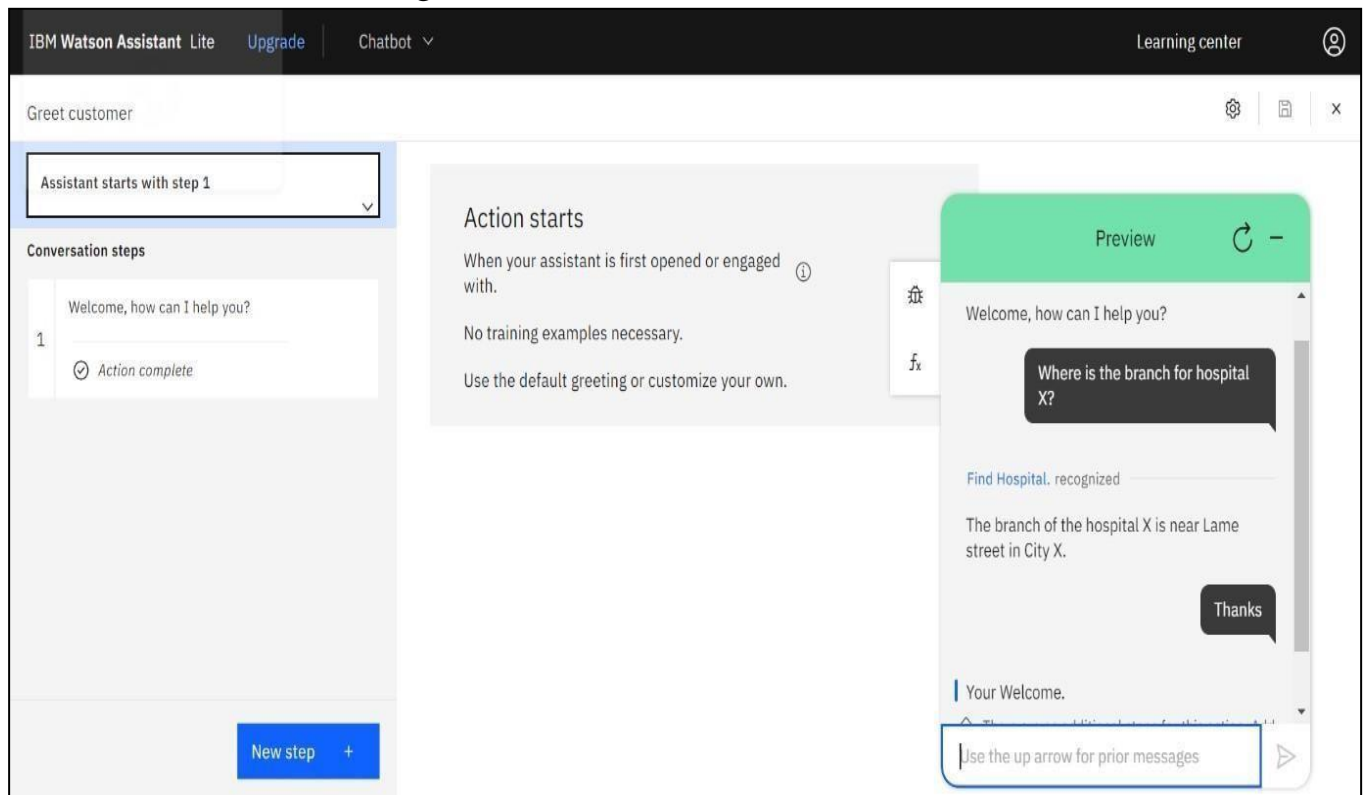 IBM Watson Assistant Lite Upgrade Chatbot Learning center
Greet customer
Assistant starts with step 1
Conversation steps
1
Welcome, how can I help you?
Action complete
New step +
Action starts
When your assistant is first opened or engaged
with.
No training examples necessary.
Use the default greeting or customize your own.
fx
Preview
Welcome, how can I help you?
Where is the branch for hospital
X?
Find Hospital. recognized
The branch of the hospital X is near Lame
street in City X.
Thanks
Your Welcome.
Use the up arrow for prior messages